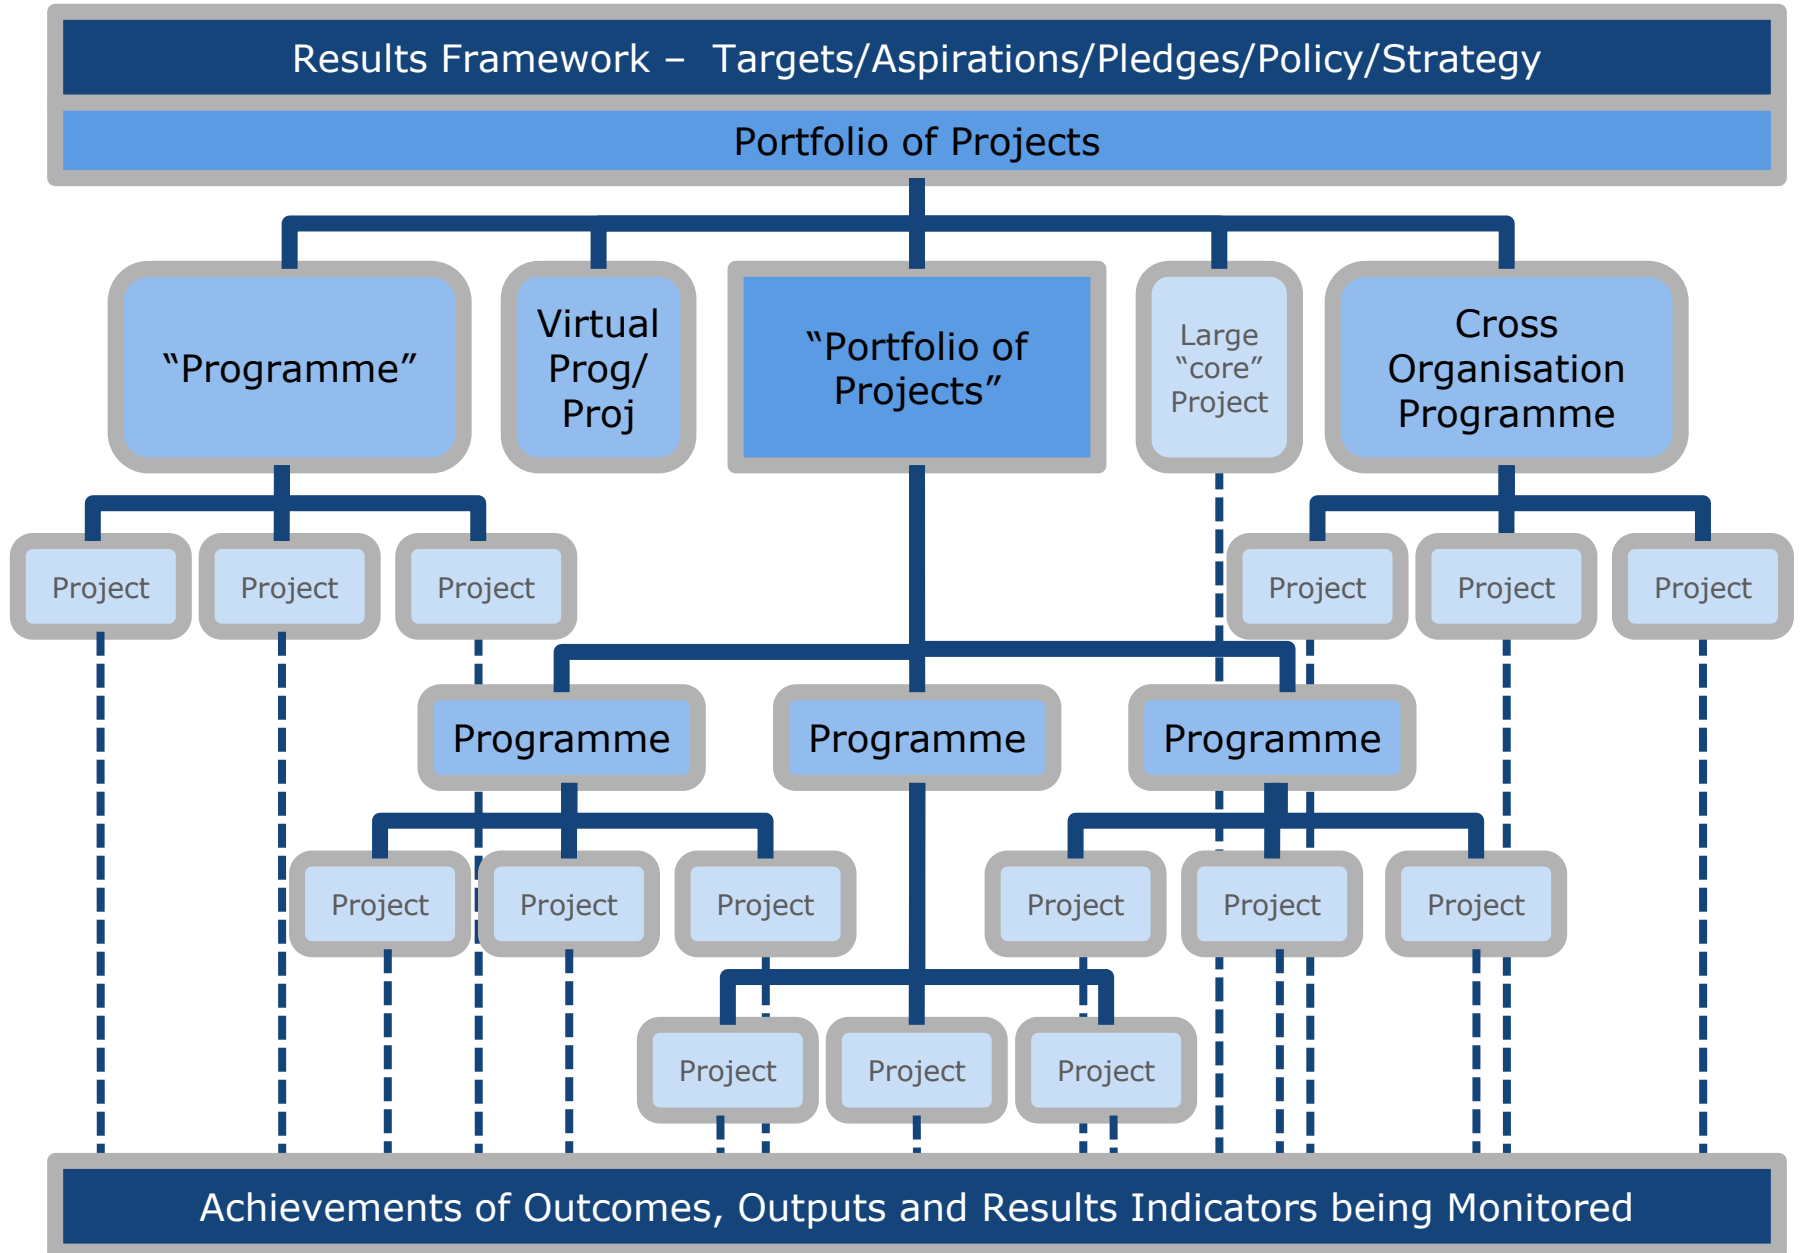 Results Framework – Targets/Aspirations/Pledges/Policy/Strategy
Portfolio of Projects
“Programme”
Virtual
Prog/
Proj
“Portfolio of
Projects”
Large
“core”
Project
Cross
Organisation
Programme
Project
Project
Project
Project
Project
Project
Programme
Programme
Programme
Project
Project
Project
Project
Project
Project
Project
Project
Project
Achievements of Outcomes, Outputs and Results Indicators being Monitored